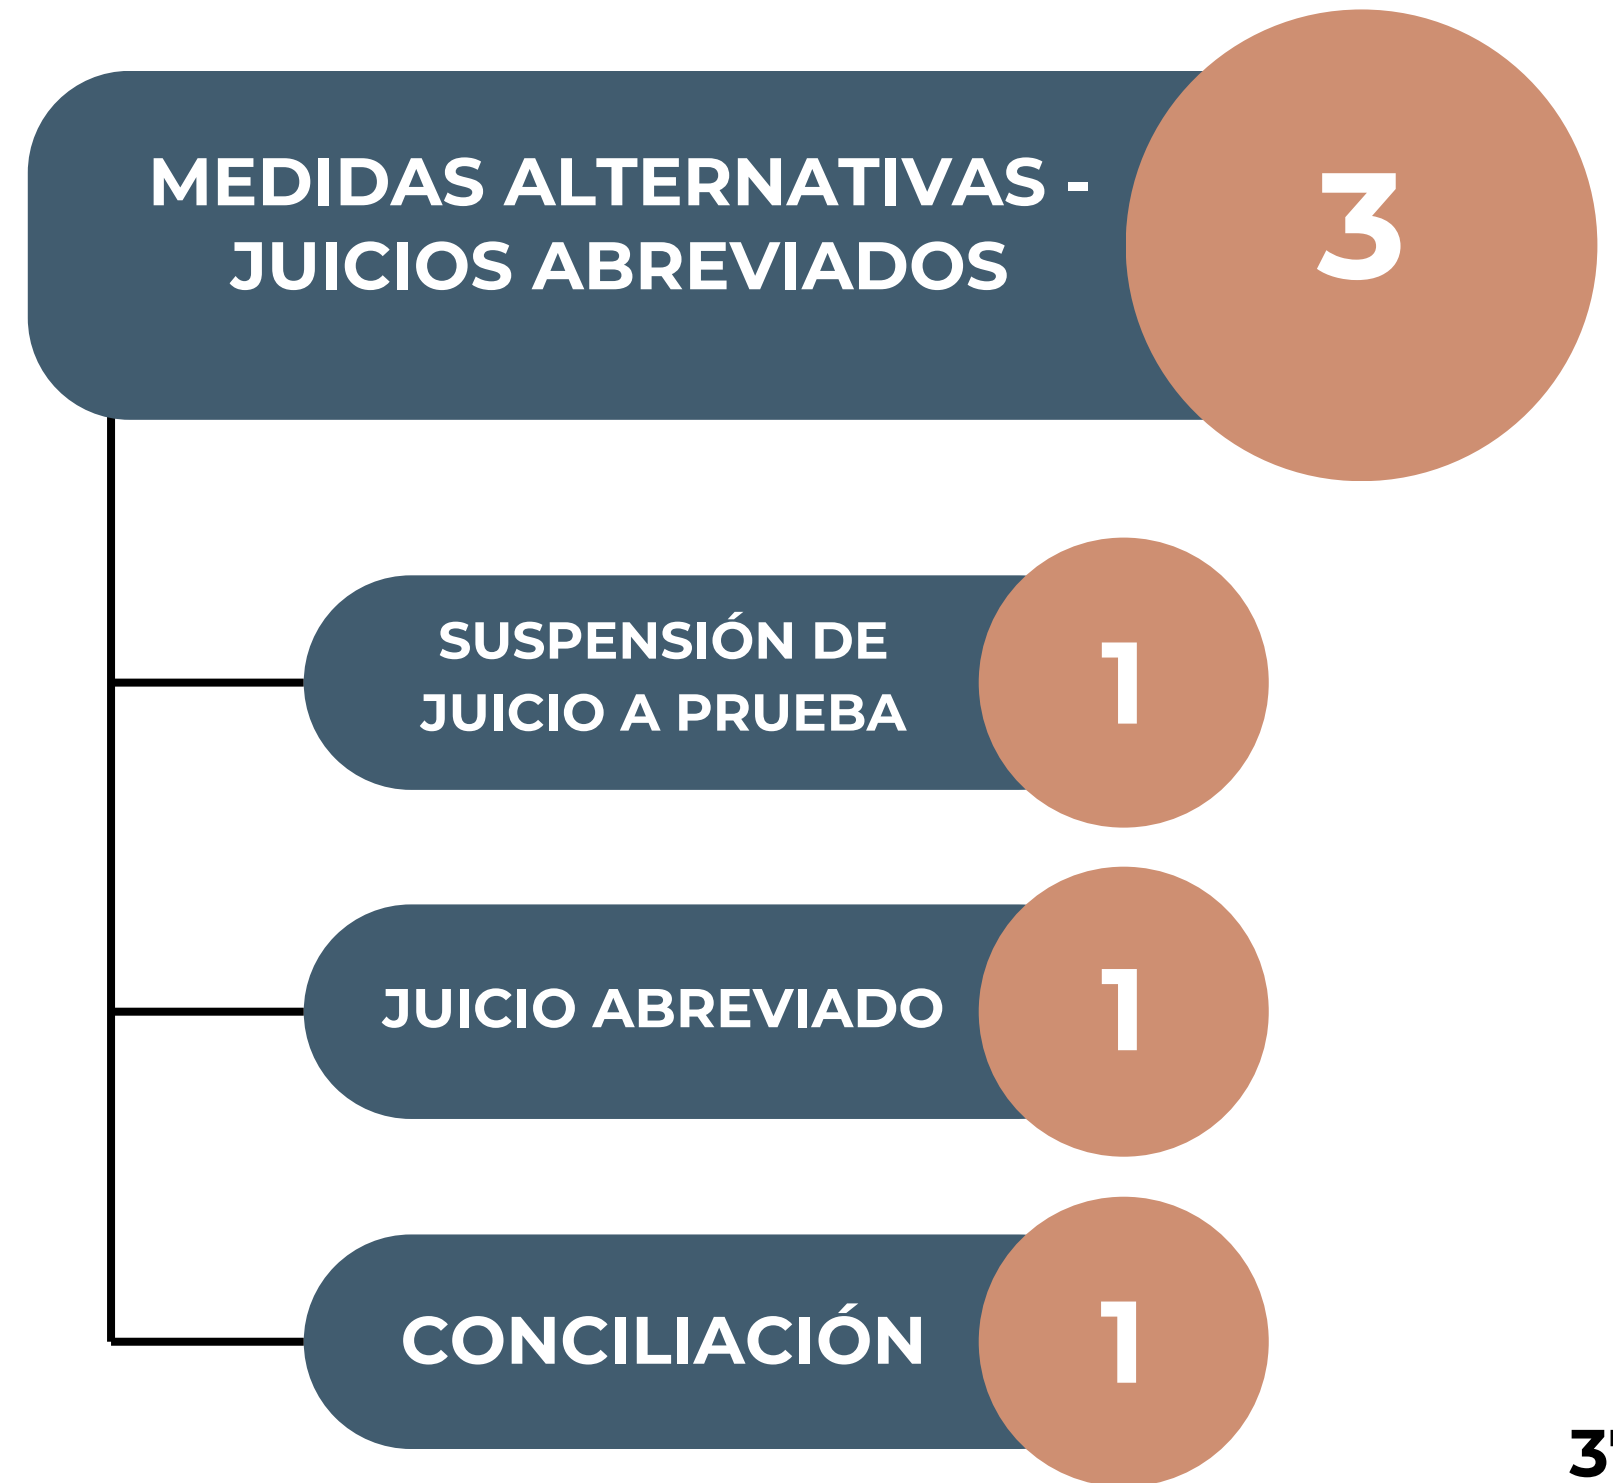 MEDIDAS ALTERNATIVAS -
JUICIOS ABREVIADOS
3
SUSPENSIÓN DE
JUICIO A PRUEBA
1
JUICIO ABREVIADO
1
CONCILIACIÓN
1